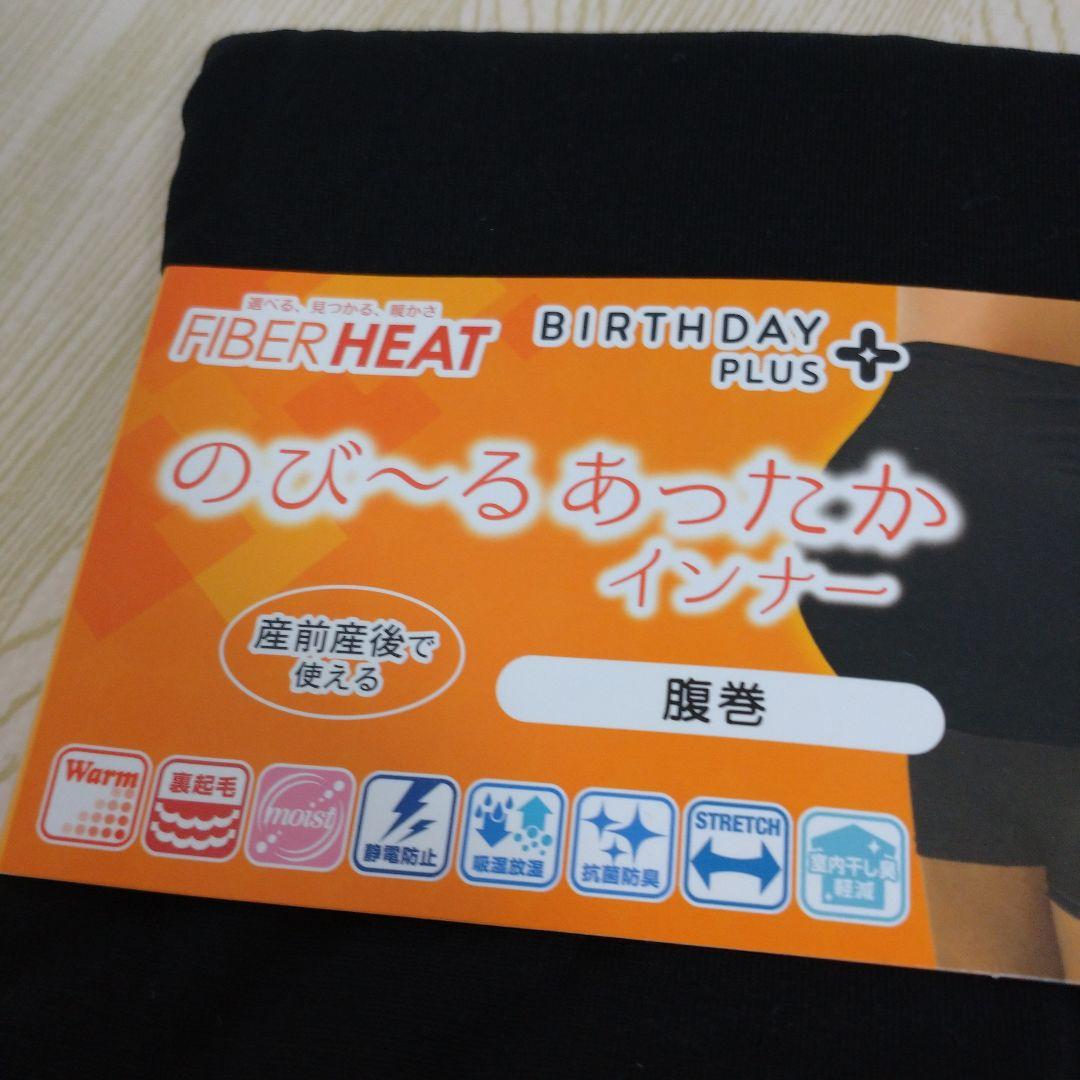 選べる、見つかる、暖かさ
FIBER HEAT
BIRTHDAY
PLUS
のび〜る あったか
インナー
産前産後で
使える
腹巻
Warm
裏起毛
moist
静電防止
吸湿放湿
抗菌防臭
STRETCH
室内干し臭
軽減